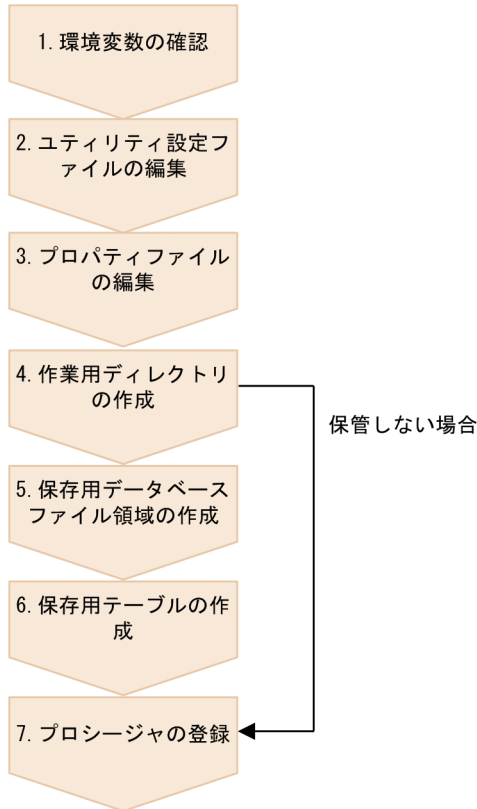 1. 環境変数の確認
2. ユティリティ設定フ
ァイルの編集
3. プロパティファイル
の編集
4. 作業用ディレクトリ
の作成
保管しない場合
5. 保存用データベース
ファイル領域の作成
6. 保存用テーブルの作
成
7. プロシージャの登録